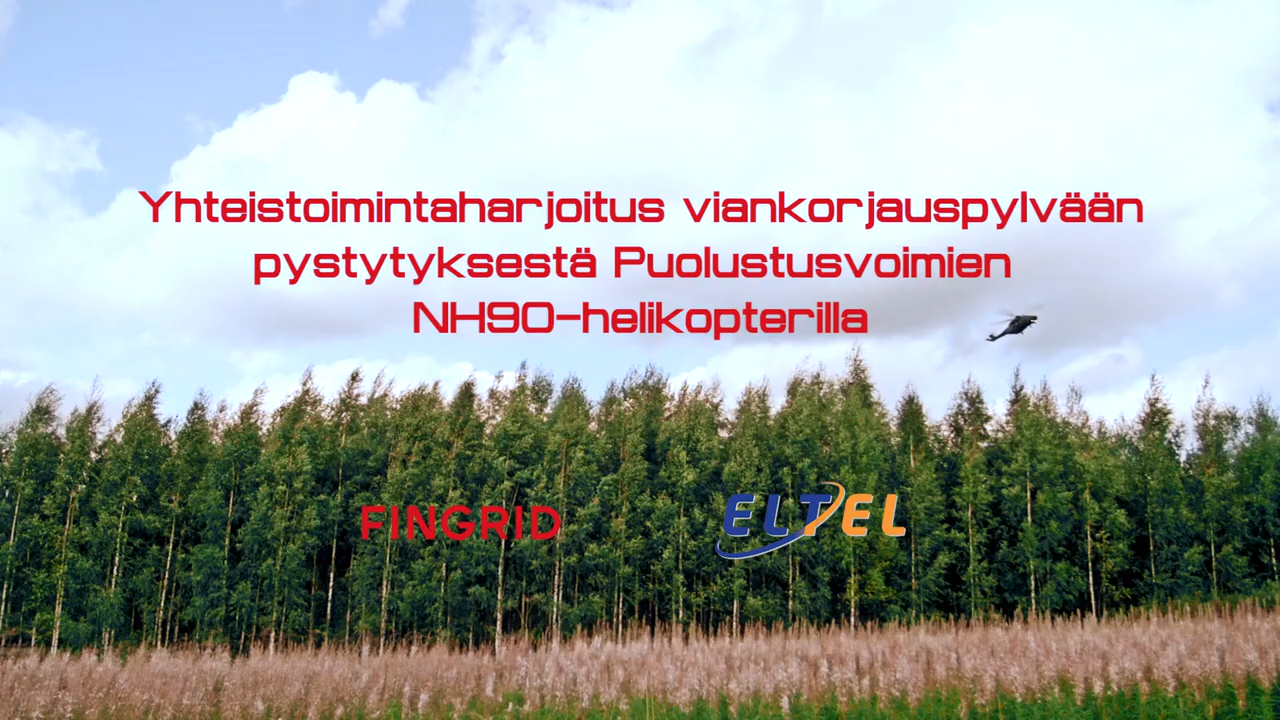 Yhteistoimintaharjoitus viankorjauspylvään
pystytyksestä Puolustusvoimien
NH90-helikopterilla
FINGRID
ELTEL